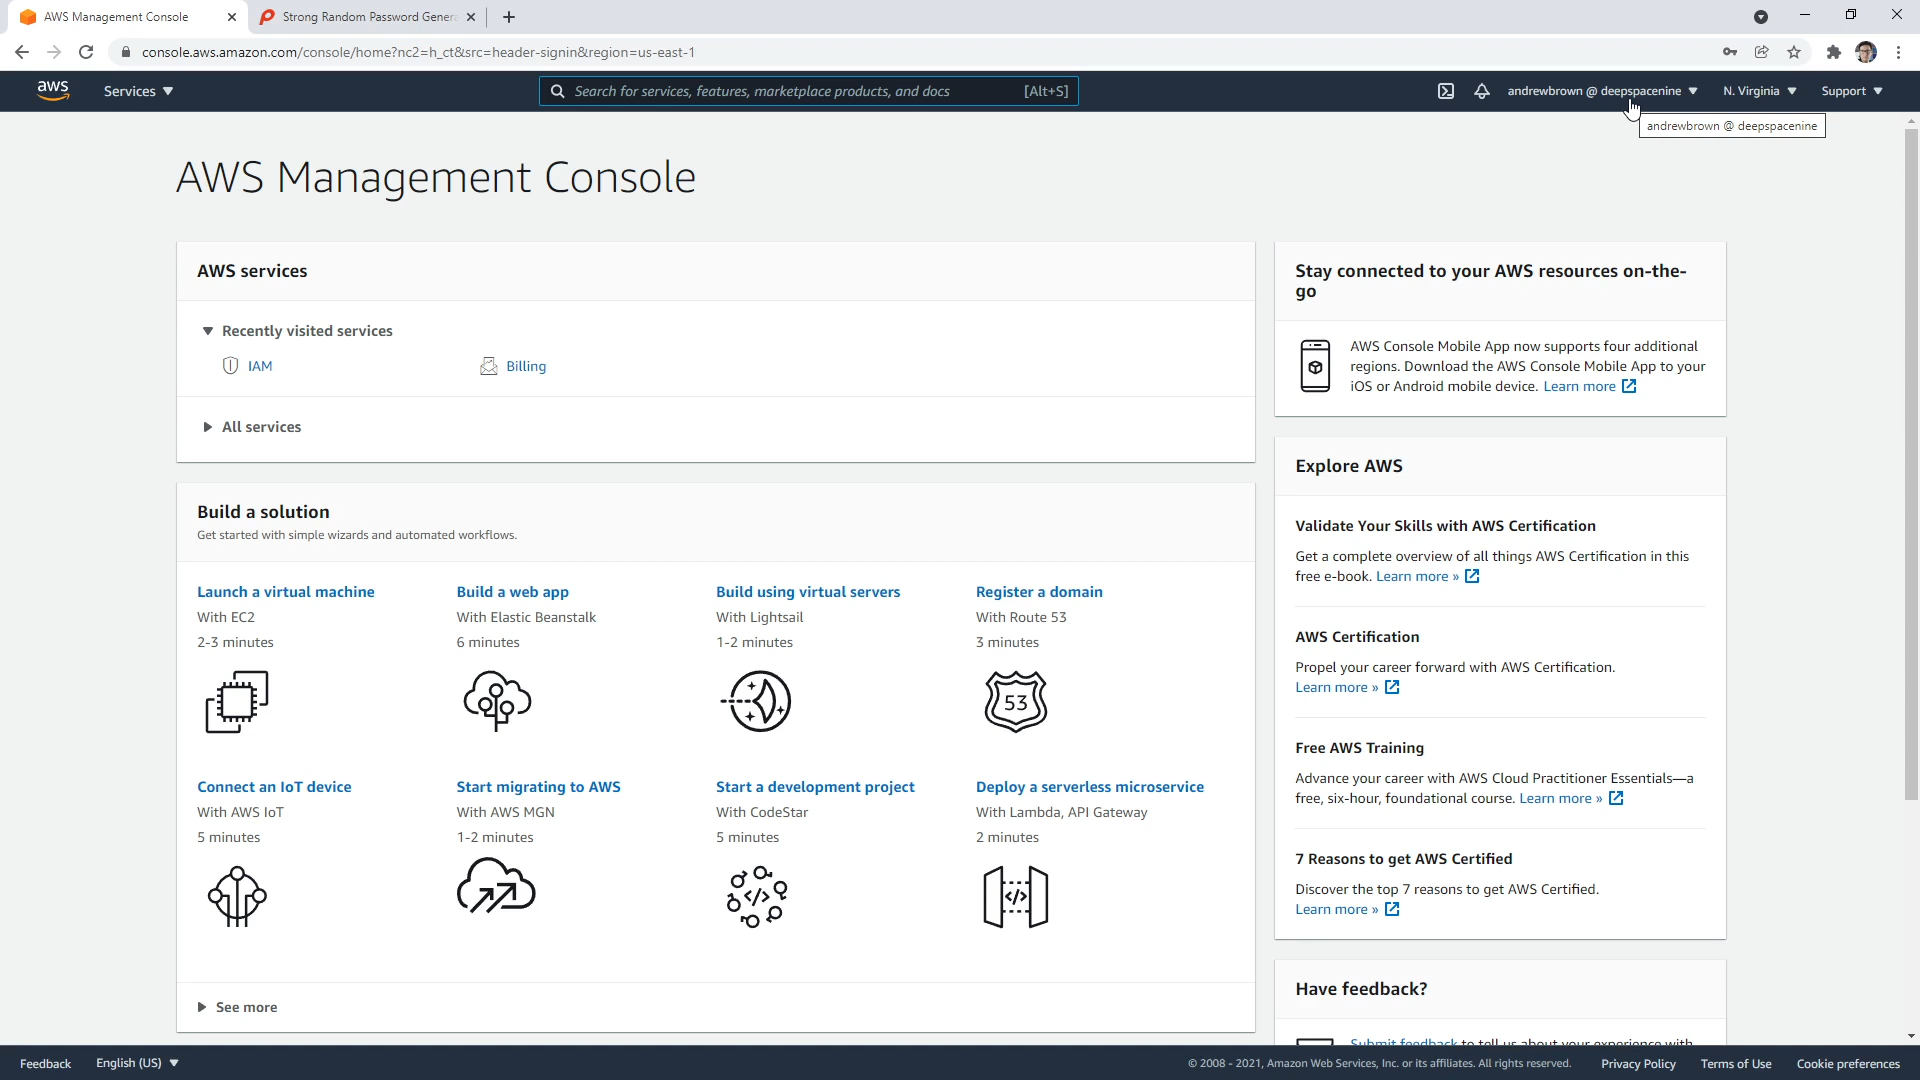 AWS Management Console
Strong Random Password Genera
console.aws.amazon.com/console/home?nc2=h_ct&src=header-signin&region=us-east-1
aws
Services
Search for services, features, marketplace products, and docs
[Alt+S]
andrewbrown @ deepspacenine
N. Virginia
Support
andrewbrown @ deepspacenine
AWS Management Console
AWS services
Recently visited services
IAM
Billing
All services
Build a solution
Get started with simple wizards and automated workflows.
Launch a virtual machine
With EC2
2-3 minutes
Build a web app
With Elastic Beanstalk
6 minutes
Build using virtual servers
With Lightsail
1-2 minutes
Register a domain
With Route 53
3 minutes
53
Connect an IoT device
With AWS IoT
5 minutes
Start migrating to AWS
With AWS MGN
1-2 minutes
Start a development project
With CodeStar
5 minutes
Deploy a serverless microservice
With Lambda, API Gateway
2 minutes
See more
Stay connected to your AWS resources on-the-
go
AWS Console Mobile App now supports four additional
regions. Download the AWS Console Mobile App to your
iOS or Android mobile device. Learn more
Explore AWS
Validate Your Skills with AWS Certification
Get a complete overview of all things AWS Certification in this
free e-book. Learn more »
AWS Certification
Propel your career forward with AWS Certification.
Learn more »
Free AWS Training
Advance your career with AWS Cloud Practitioner Essentials—a
free, six-hour, foundational course. Learn more »
7 Reasons to get AWS Certified
Discover the top 7 reasons to get AWS Certified.
Learn more »
Have feedback?
Submit feedback to tell us about your experience with
Feedback
English (US)
© 2008 - 2021, Amazon Web Services, Inc. or its affiliates. All rights reserved.
Privacy Policy
Terms of Use
Cookie preferences